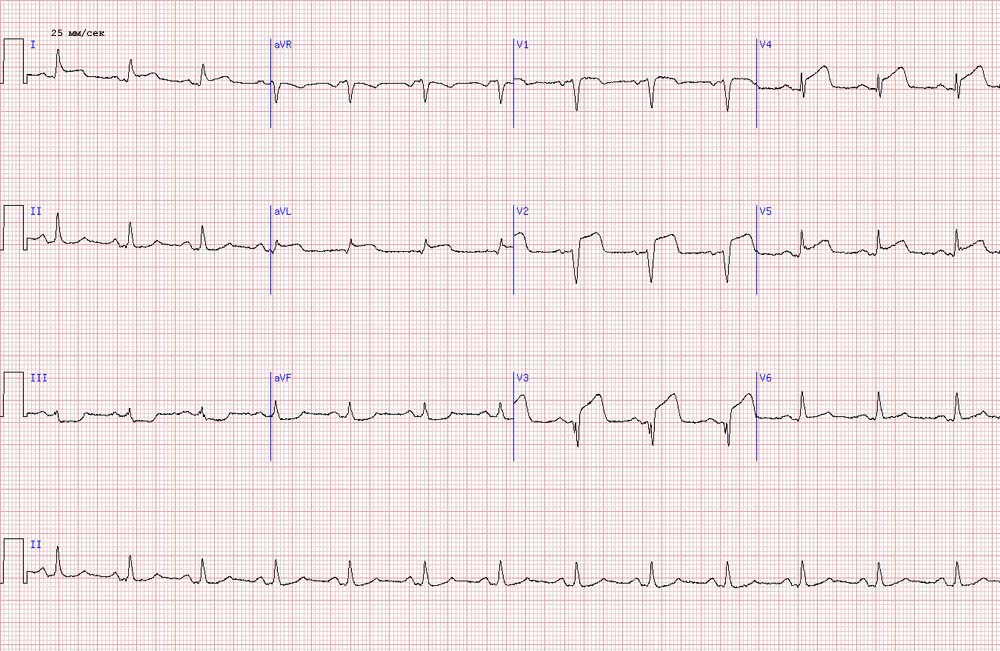 25 мм/сек
I aVR V1 V4
II aVL V2 V5
III aVF V3 V6
II